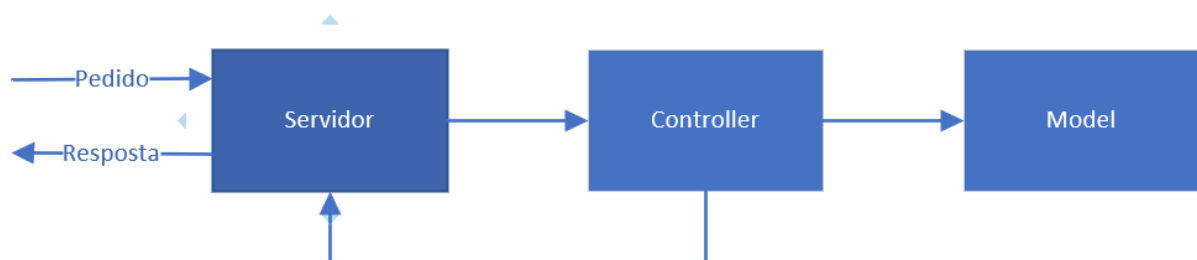 Pedido
Servidor
Controller
Model
Resposta